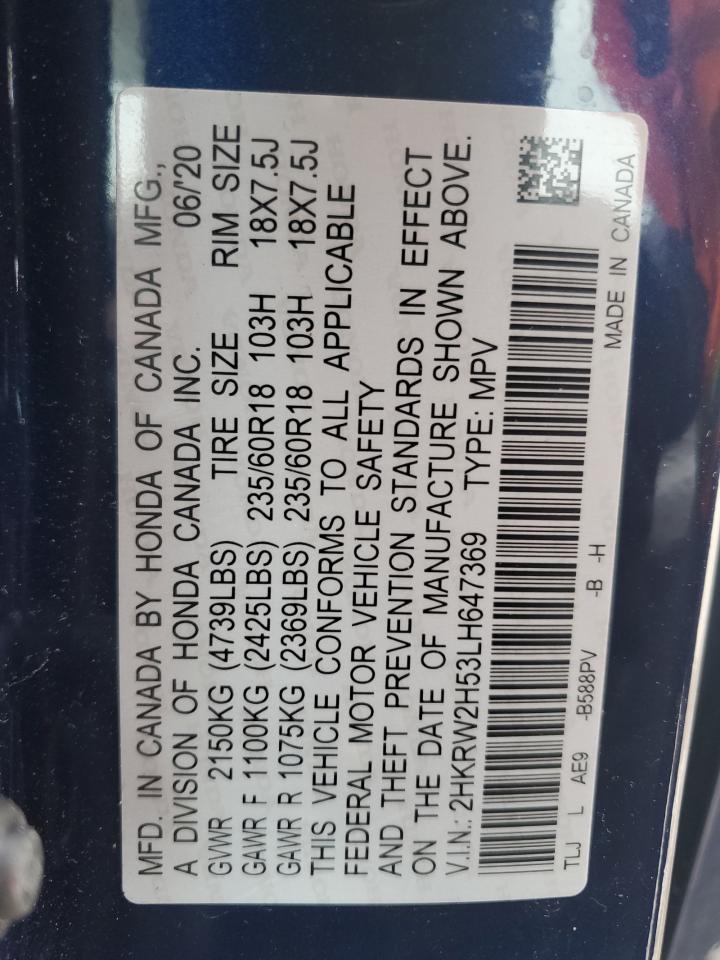 MFD. IN CANADA BY HONDA OF CANADA MFG.,
A DIVISION OF HONDA CANADA INC. 06/'20
GVWR 2150KG (4739LBS) TIRE SIZE RIM SIZE
GAWR F 1100KG (2425LBS) 235/60R18 103H 18X7.5J
GAWR R 1075KG (2369LBS) 235/60R18 103H 18X7.5J
THIS VEHICLE CONFORMS TO ALL APPLICABLE
FEDERAL MOTOR VEHICLE SAFETY
AND THEFT PREVENTION STANDARDS IN EFFECT
ON THE DATE OF MANUFACTURE SHOWN ABOVE.
V.I.N.: 2HKRW2H53LH647369 TYPE: MPV
TLJ L AE9 -B588PV -B -H
MADE IN CANADA